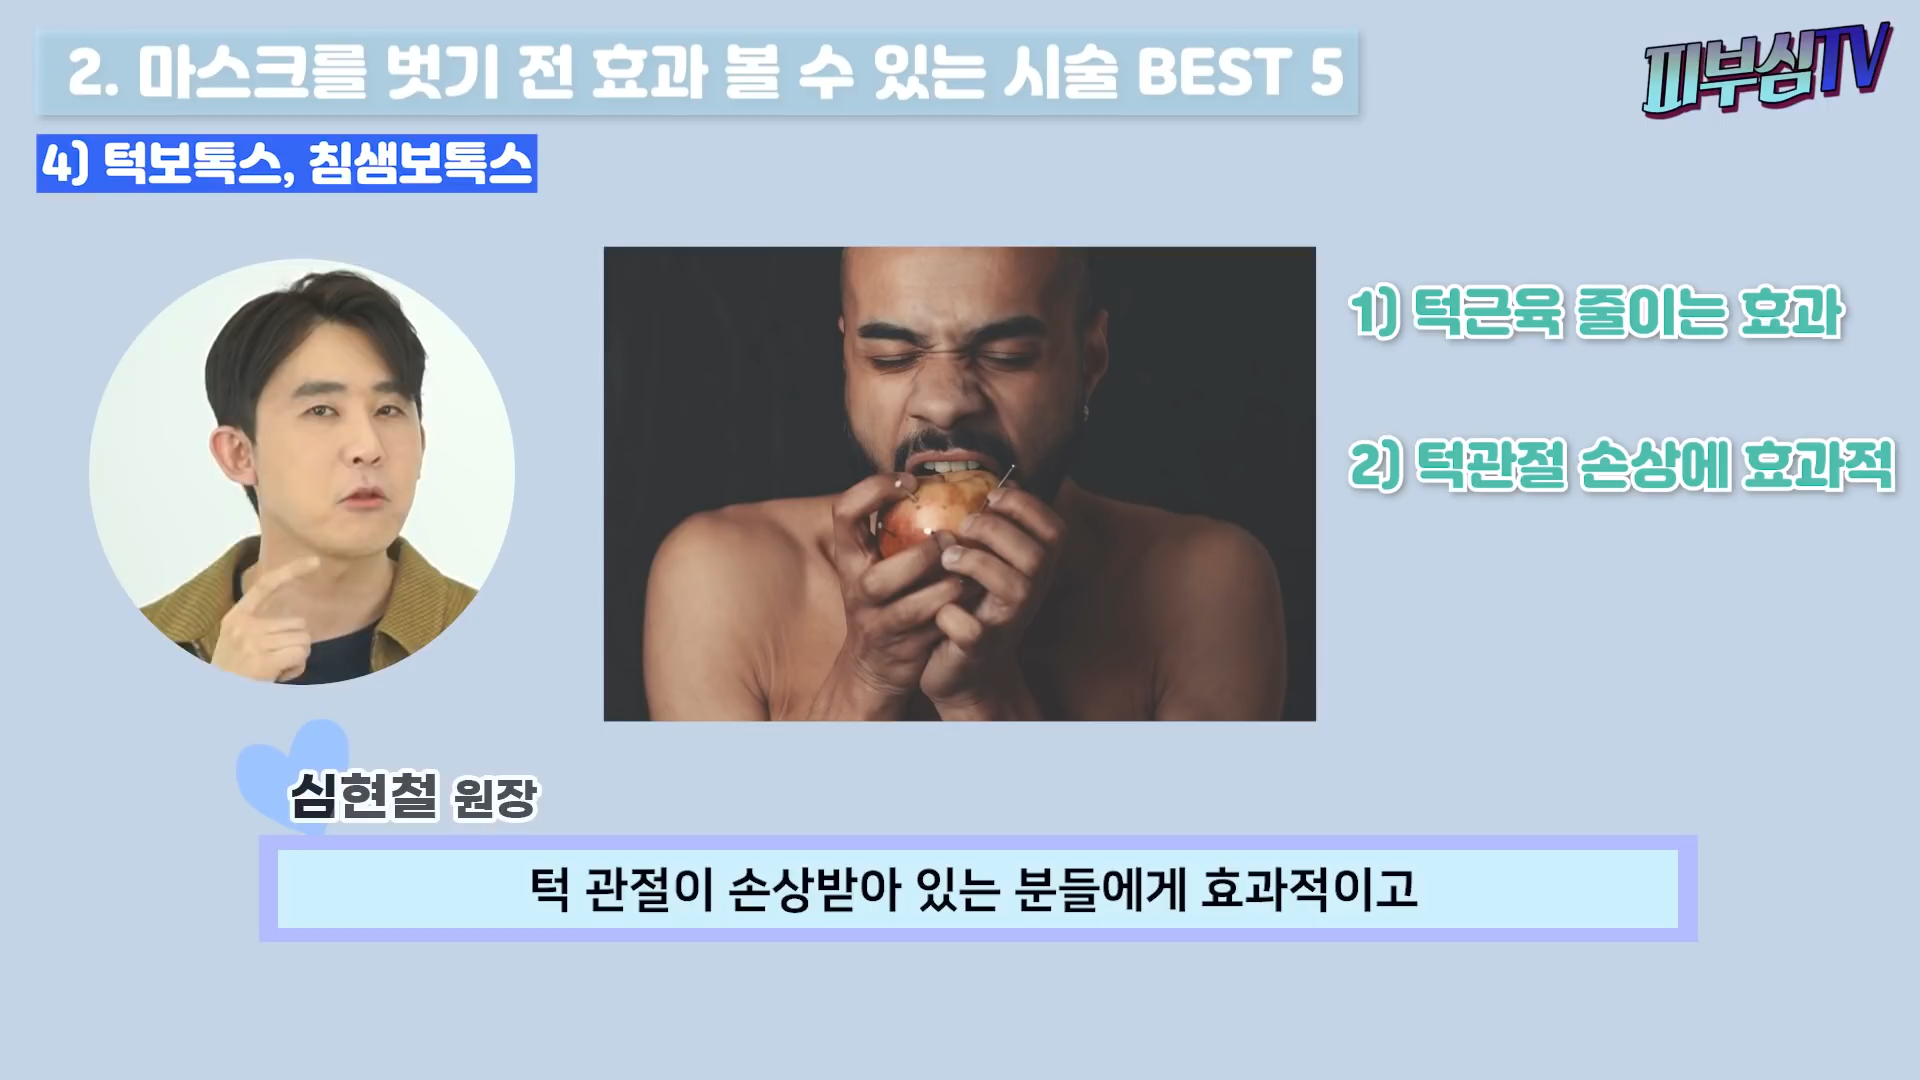 2. 마스크를 벗기 전 효과 볼 수 있는 시술 BEST 5
피부심TV
4) 턱보톡스, 침샘보톡스
1) 턱근육 줄이는 효과
2) 턱관절 손상에 효과적
심현철 원장
턱 관절이 손상받아 있는 분들에게 효과적이고